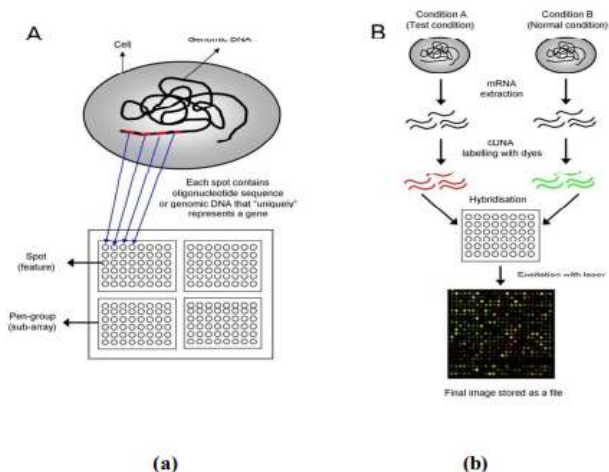 A
Genomic DNA
Cell
Each spot contains
oligonucleotide sequence
or genomic DNA that "uniquely"
represents a gene
Spot
(feature)
Pen-group
(sub-array)
(a)
B
Condition A
(Test condition)
Condition B
(Normal condition)
mRNA
extraction
cDNA
labelling with dyes
Hybridisation
Excitation with laser
Final image stored as a file
(b)